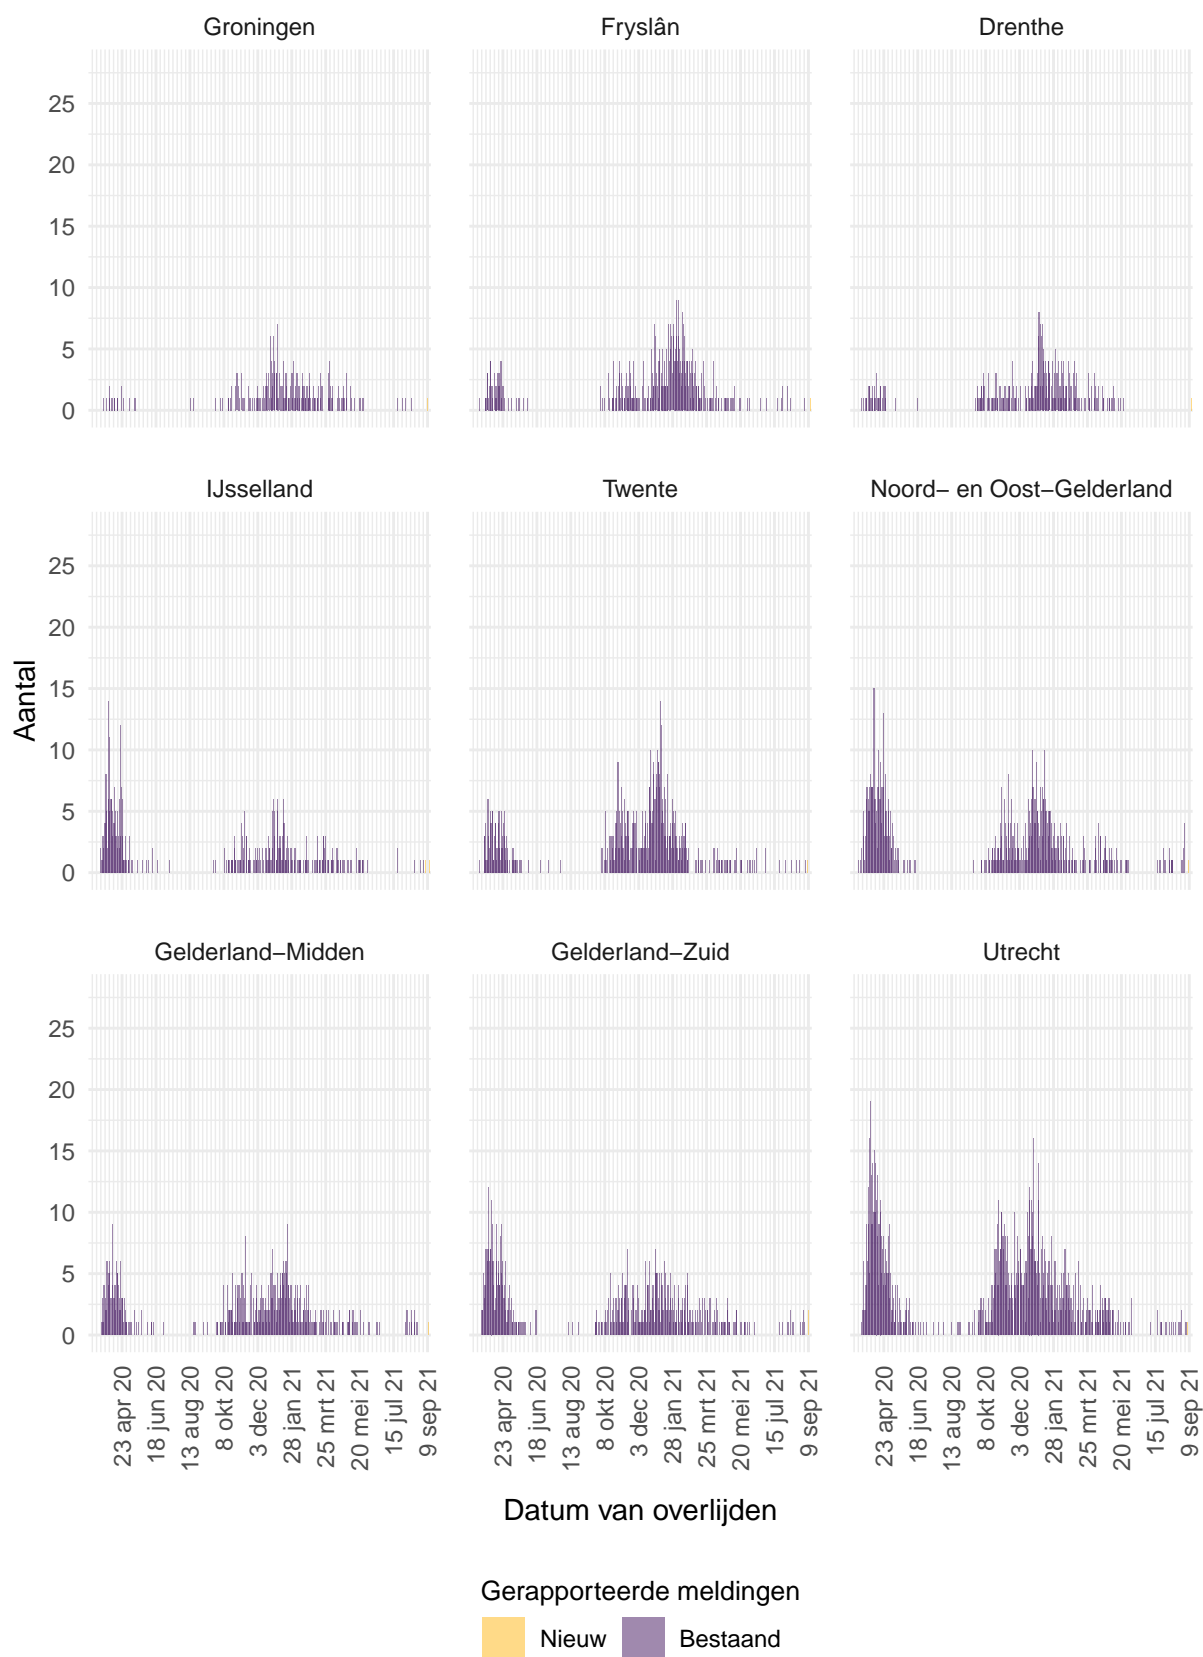 Groningen Fryslân Drenthe
25
20
15
10
5
0
IJsselland Twente Noord− en Oost−Gelderland
25
20
15
10
5
0
Aantal
Gelderland−Midden Gelderland−Zuid Utrecht
25
20
15
10
5
0
23 apr 20 18 jun 20 13 aug 20 8 okt 20 3 dec 20 28 jan 21 25 mrt 21 20 mei 21 15 jul 21 9 sep 21
23 apr 20 18 jun 20 13 aug 20 8 okt 20 3 dec 20 28 jan 21 25 mrt 21 20 mei 21 15 jul 21 9 sep 21
23 apr 20 18 jun 20 13 aug 20 8 okt 20 3 dec 20 28 jan 21 25 mrt 21 20 mei 21 15 jul 21 9 sep 21
Datum van overlijden
Gerapporteerde meldingen
Nieuw Bestaand